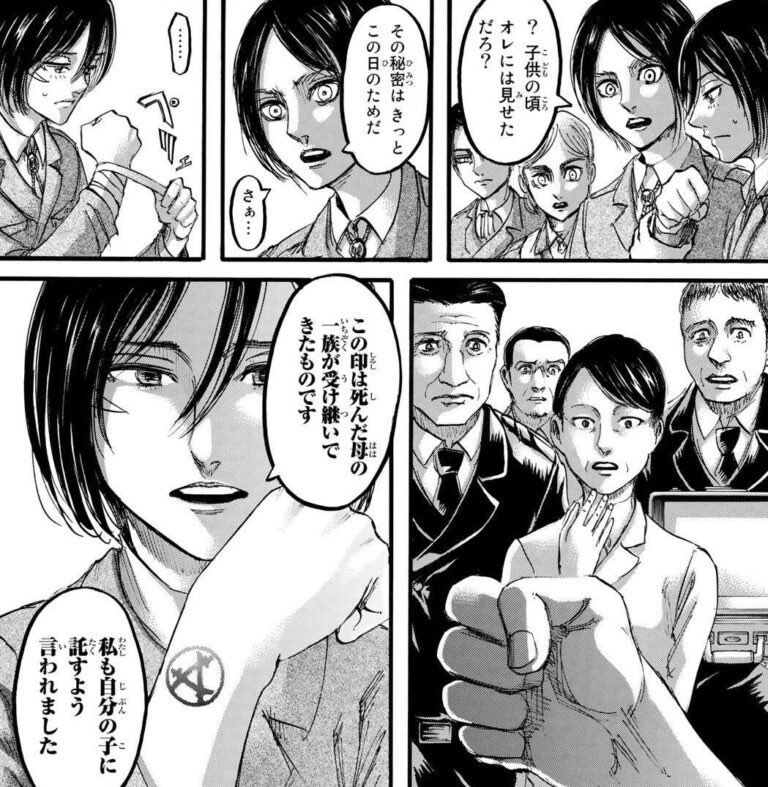 ？子供の頃
オレには見せた
だろ？
その秘密はきっと
この日のためだ
さぁ…
……
ペリェ
この印は死んだ母の
一族が受け継いで
きたものです
私も自分の子に
託すよう
言われました